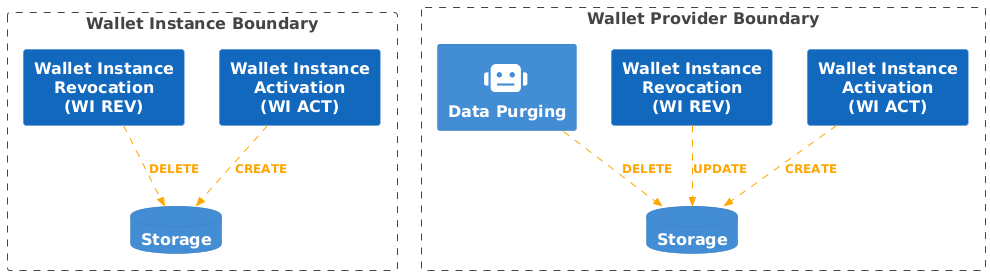 Wallet Instance Boundary
Wallet Instance
Revocation
(WI REV)
Wallet Instance
Activation
(WI ACT)
DELETE
CREATE
Storage
Wallet Provider Boundary
Data Purging
Wallet Instance
Revocation
(WI REV)
Wallet Instance
Activation
(WI ACT)
DELETE
UPDATE
CREATE
Storage